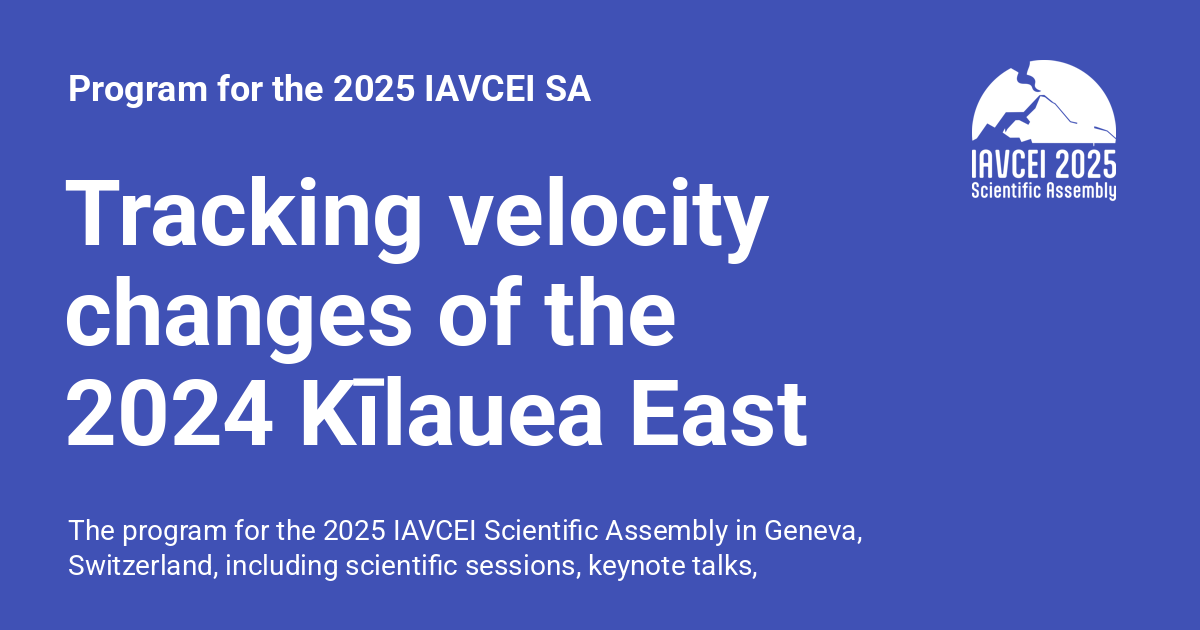 Program for the 2025 IAVCEI SA
IAVCEI 2025
Scientific Assembly
Tracking velocity
changes of the
2024 Kīlauea East
The program for the 2025 IAVCEI Scientific Assembly in Geneva,
Switzerland, including scientific sessions, keynote talks,